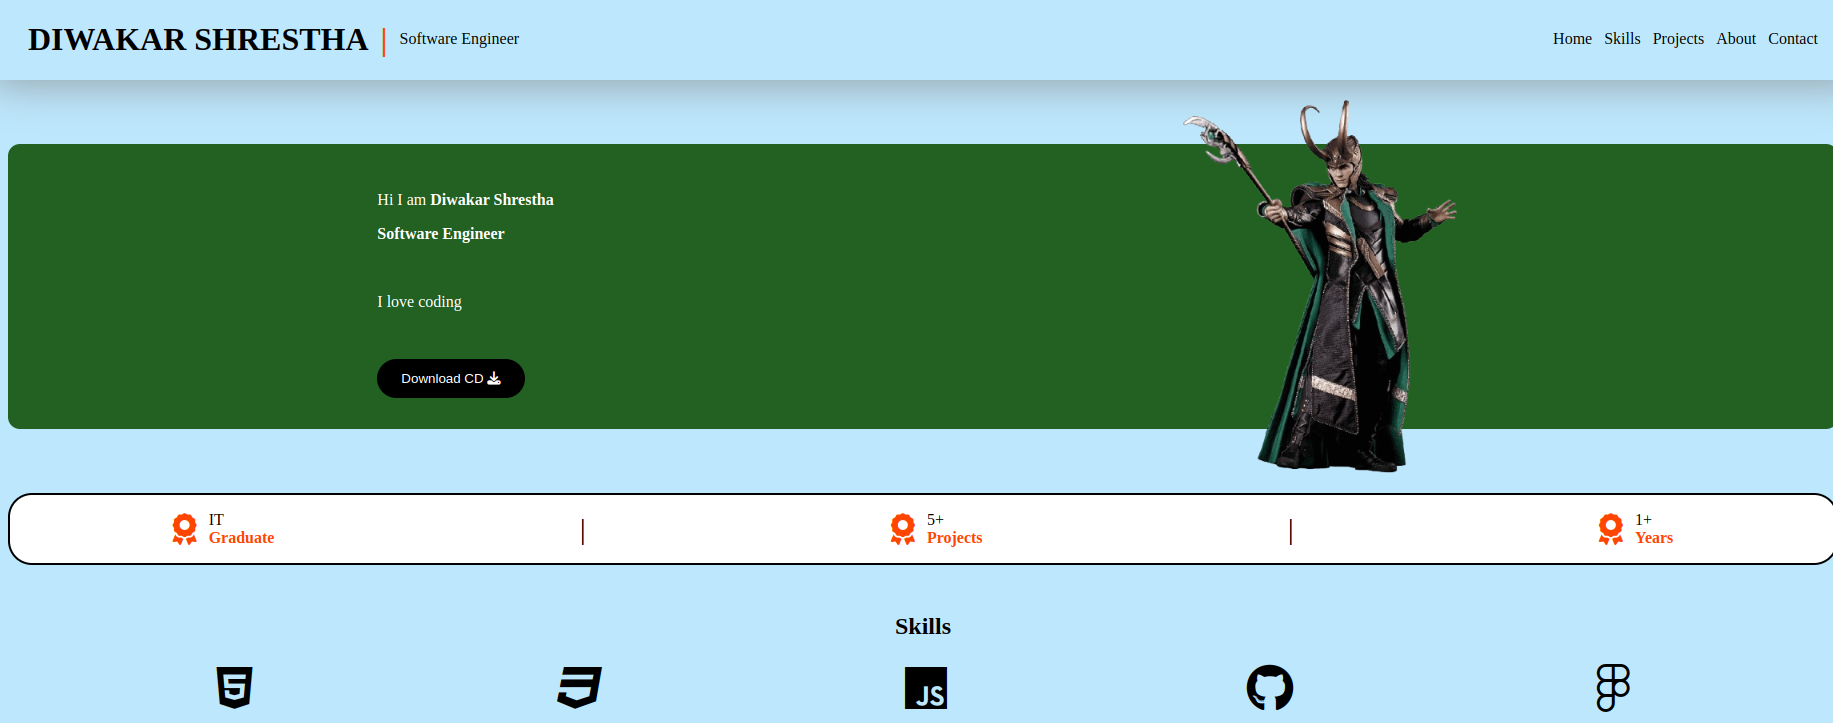 DIWAKAR SHRESTHA | Software Engineer
Home Skills Projects About Contact
Hi I am Diwakar Shrestha
Software Engineer
I love coding
Download CD
IT
Graduate
|
5+
Projects
|
1+
Years
Skills
JS